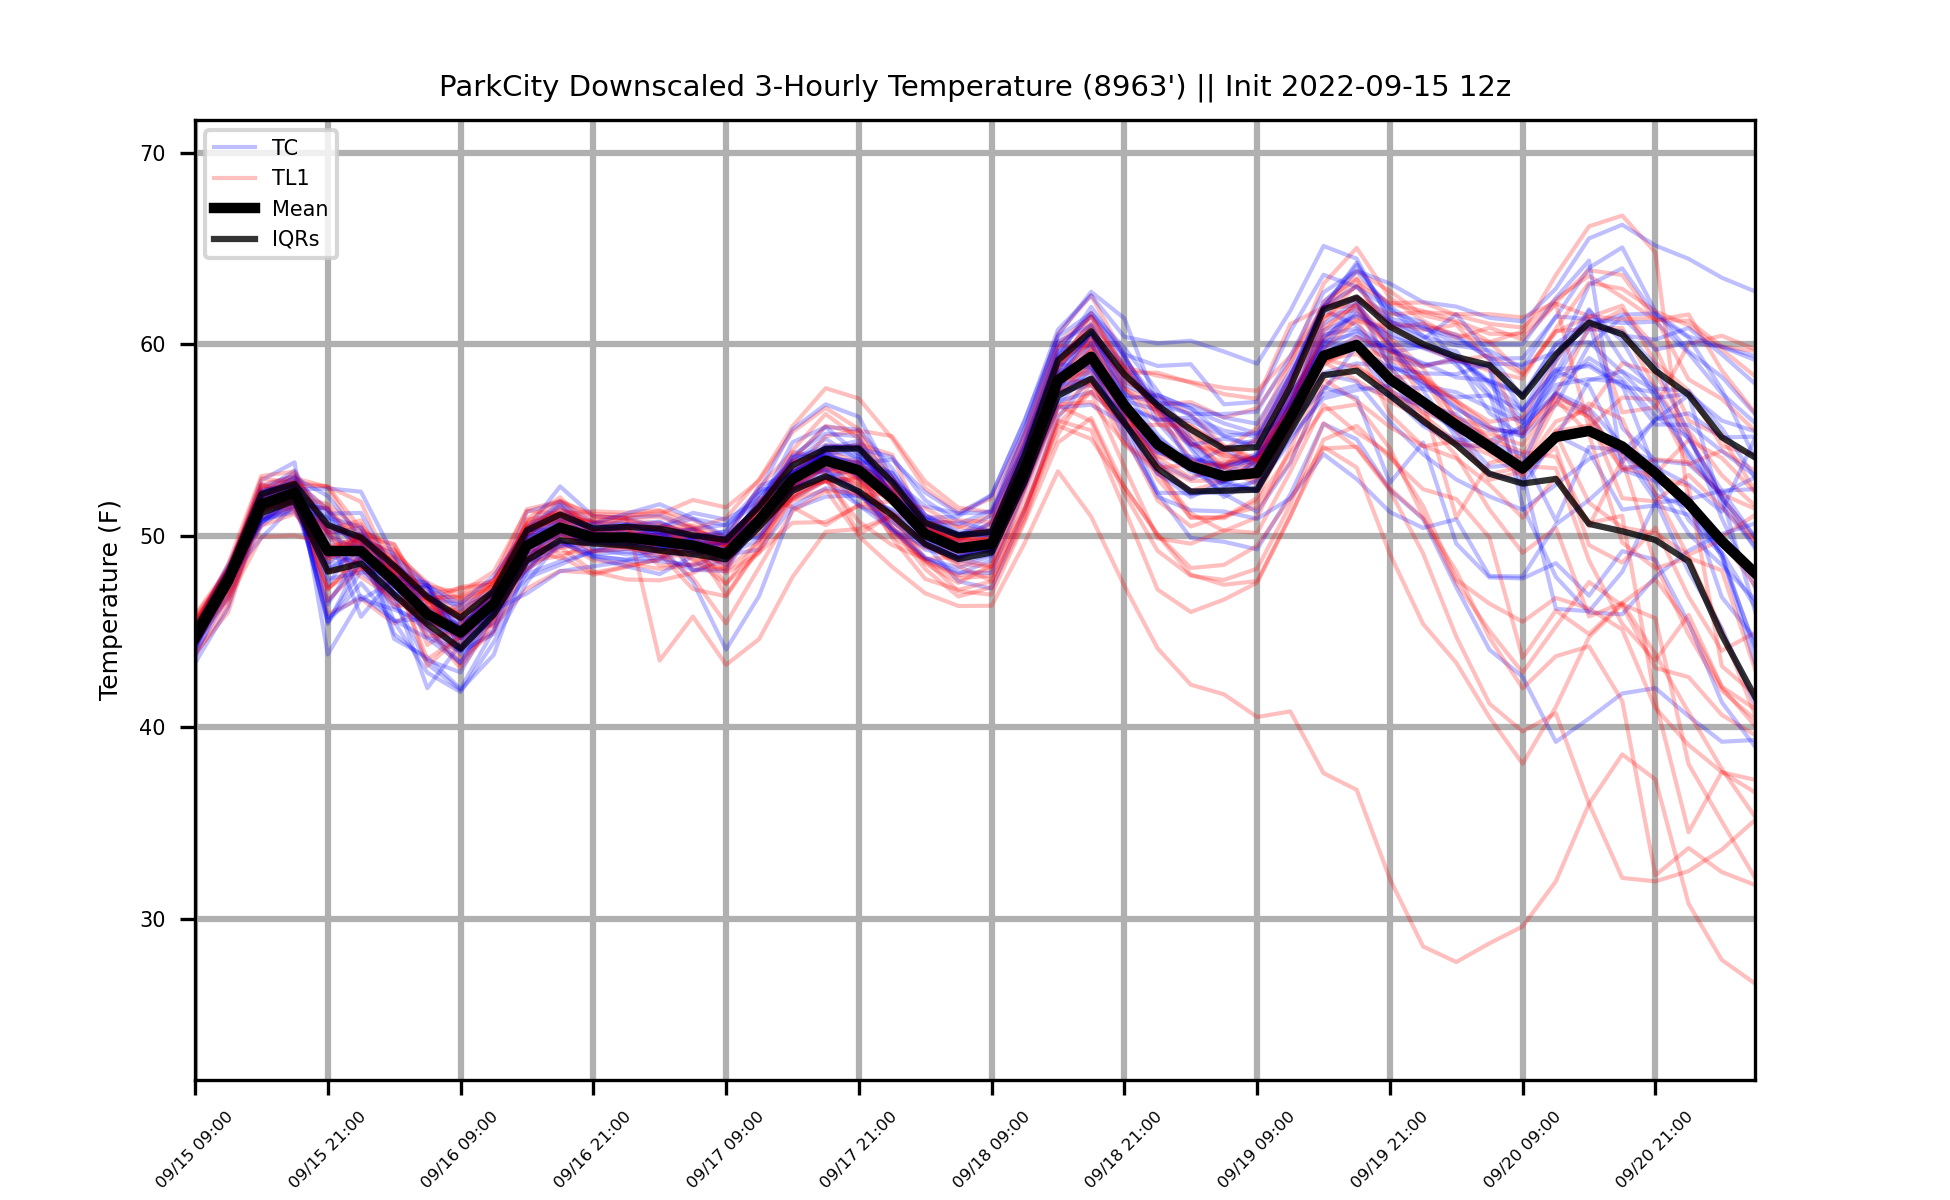 ParkCity Downscaled 3-Hourly Temperature (8963') || Init 2022-09-15 12z
TC
TL1
Mean
IQRs
Temperature (F)
70
60
50
40
30
09/15 09:00
09/15 21:00
09/16 09:00
09/16 21:00
09/17 09:00
09/17 21:00
09/18 09:00
09/18 21:00
09/19 09:00
09/19 21:00
09/20 09:00
09/20 21:00